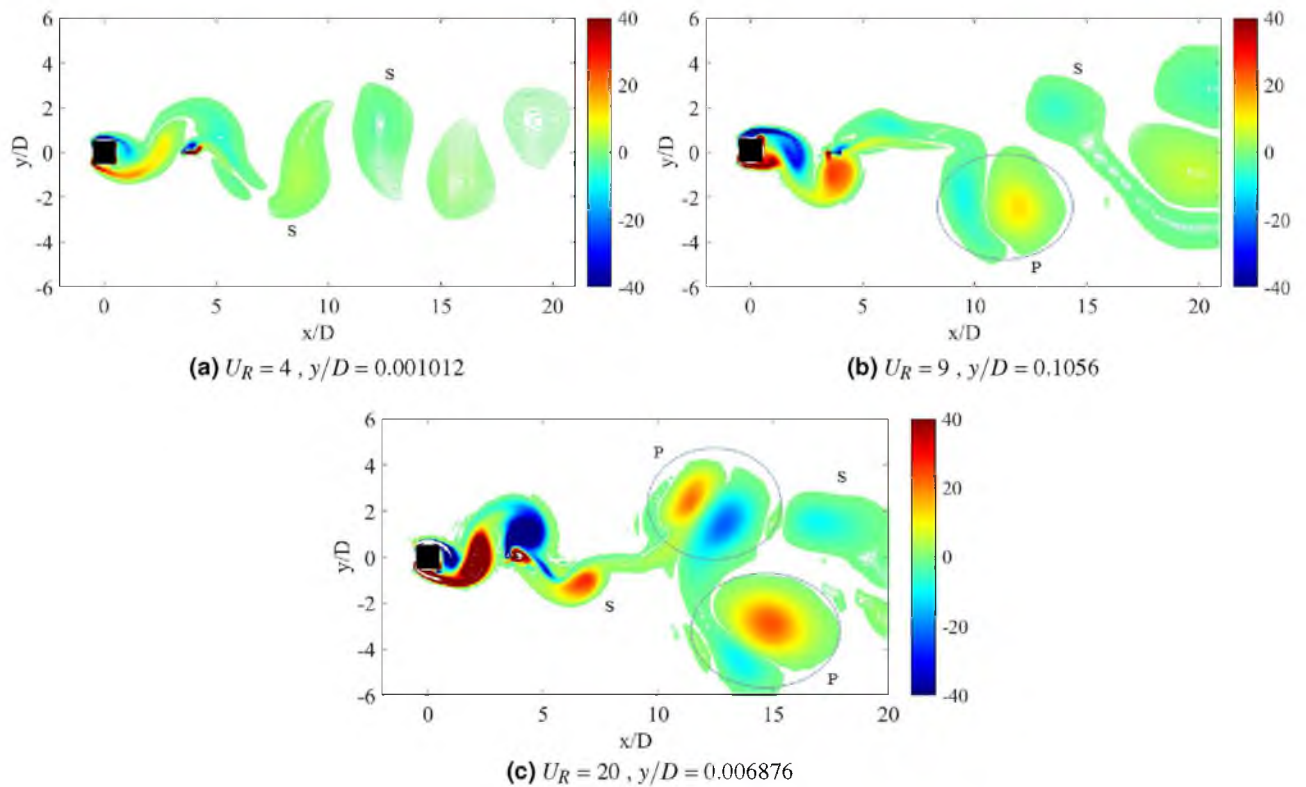 6
4
2
0
-2
-4
-6
y/D
0 5 10 15 20
x/D
S
S
40
20
0
-20
-40
(a) U_R = 4 , y/D = 0.001012
6
4
2
0
-2
-4
-6
y/D
0 5 10 15 20
x/D
S
P
40
20
0
-20
-40
(b) U_R = 9 , y/D = 0.1056
6
4
2
0
-2
-4
-6
y/D
0 5 10 15 20
x/D
P
S
S
P
40
20
0
-20
-40
(c) U_R = 20 , y/D = 0.006876